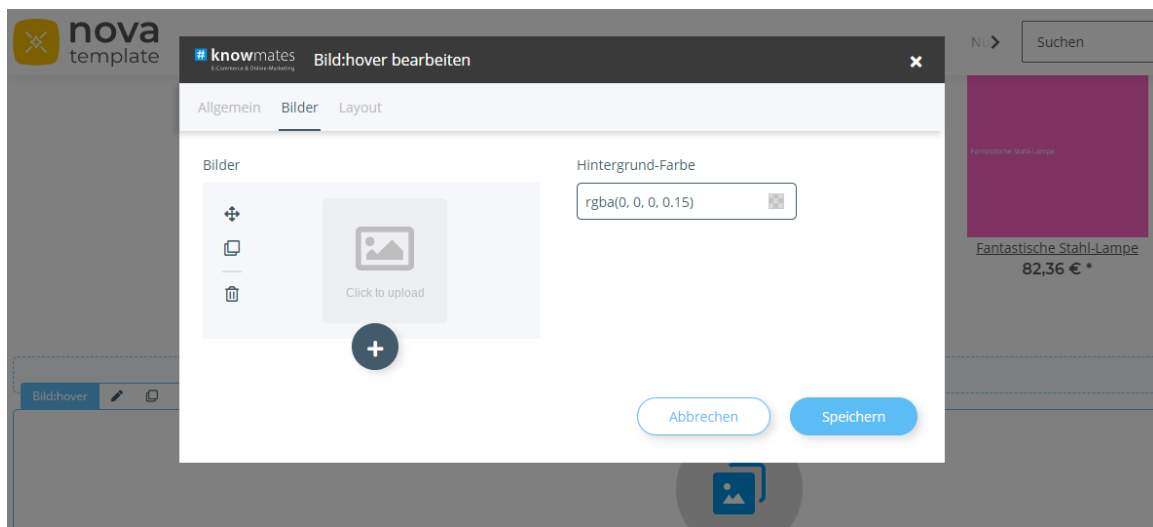 nova
template
# knowmates
E-Commerce & Online-Marketing
Bild:hover bearbeiten
Suchen
Allgemein Bilder Layout
Bilder
Hintergrund-Farbe
rgba(0, 0, 0, 0.15)
Click to upload
Fantastische Stahl-Lampe
Fantastische Stahl-Lampe
82,36 € *
Bild:hover
Abbrechen
Speichern